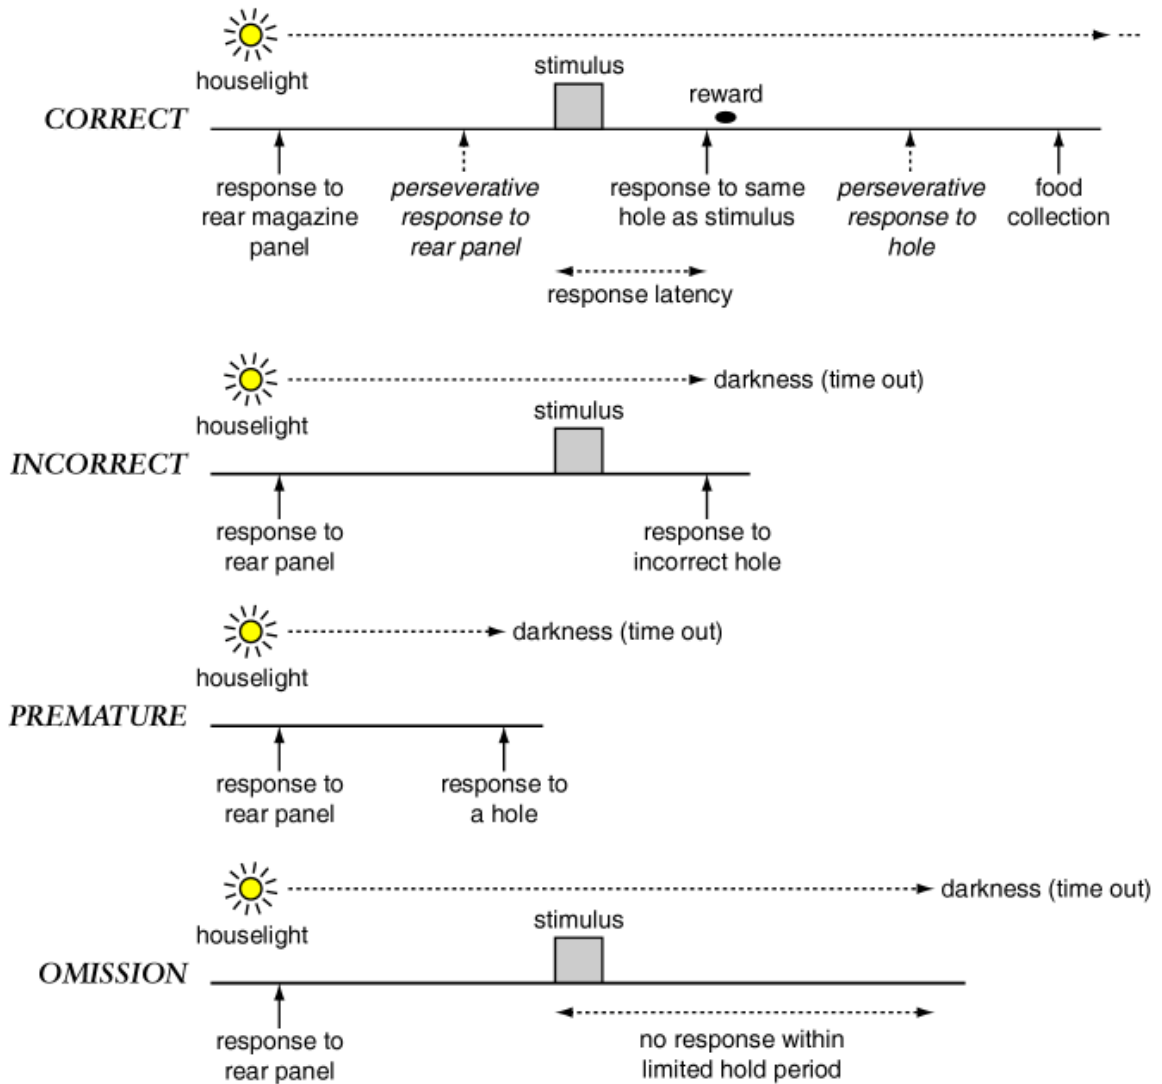 houselight
stimulus
reward
CORRECT
response to
rear magazine
panel
perseverative
response to
rear panel
response to same
hole as stimulus
perseverative
response to
hole
food
collection
response latency
darkness (time out)
houselight
stimulus
INCORRECT
response to
rear panel
response to
incorrect hole
darkness (time out)
houselight
PREMATURE
response to
rear panel
response to
a hole
darkness (time out)
houselight
stimulus
OMISSION
response to
rear panel
no response within
limited hold period